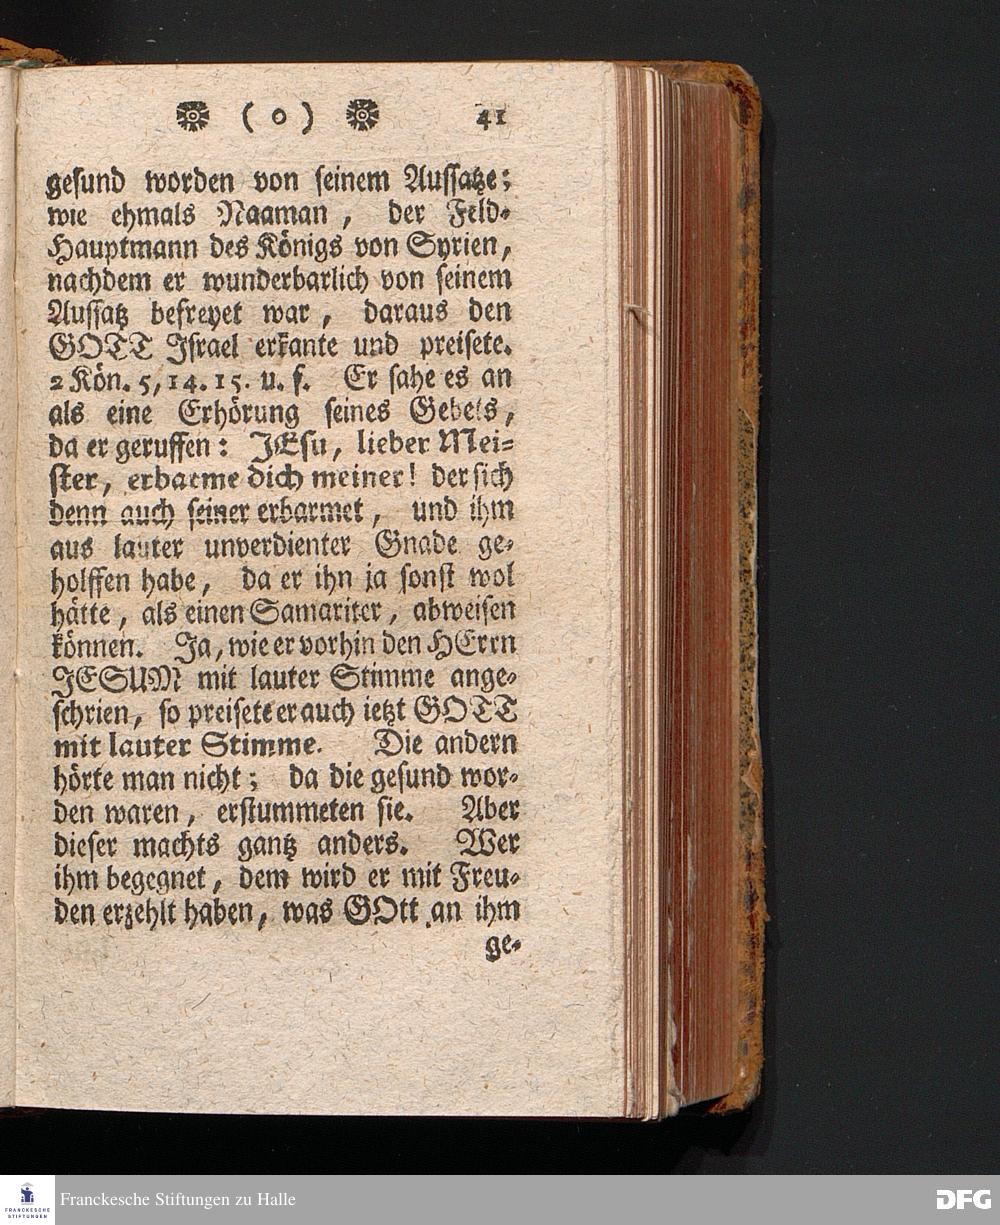 ( o ) 41
gesund worden von seinem Aussatze;
wie ehmals Naaman, der Feld-
Hauptmann des Königs von Syrien,
nachdem er wunderbarlich von seinem
Aussatz befreyet war, daraus den
GOTT Israel erkante und preisete.
2 Kön. 5, 14. 15. u. f. Er sahe es an
als eine Erhörung seines Gebets,
da er geruffen: JEsu, lieber Mei-
ster, erbarme dich meiner! der sich
denn auch seiner erbarmet, und ihm
aus lauter unverdienter Gnade ge-
holffen habe, da er ihn ja sonst wol
hätte, als einen Samariter, abweisen
können. Ja, wie er vorhin den HErrn
JESUM mit lauter Stimme ange-
schrien, so preisete er auch ietzt GOTT
mit lauter Stimme. Die andern
hörte man nicht; da die gesund wor-
den waren, erstummeten sie. Aber
dieser machts gantz anders. Wer
ihm begegnet, dem wird er mit Freu-
den erzehlt haben, was GOtt an ihm
ge-
FRANCKESCHE
STIFTUNGEN
Franckesche Stiftungen zu Halle
DFG